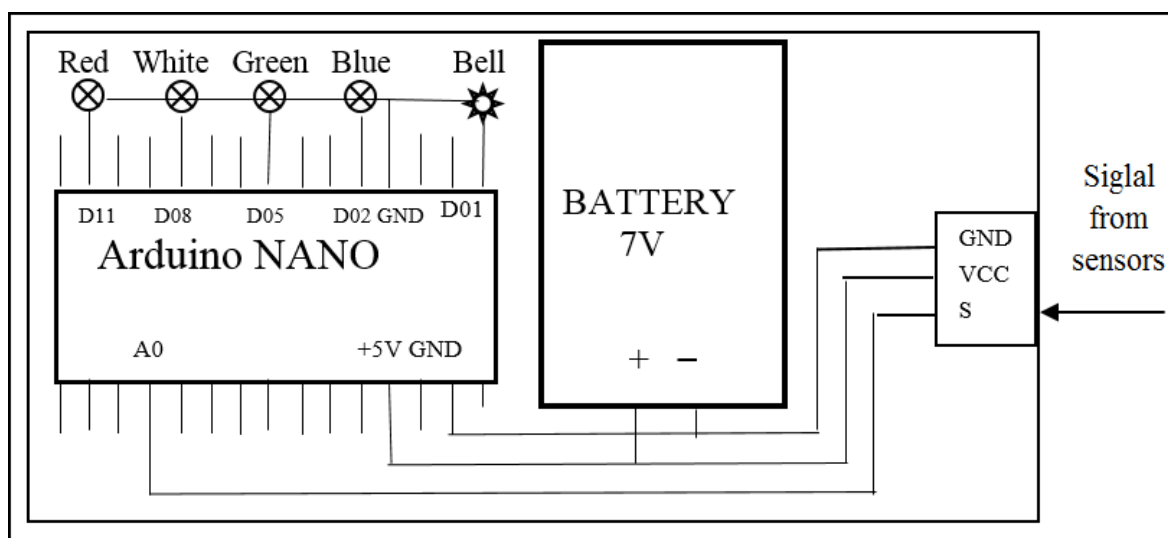 Red White Green Blue Bell
D11 D08 D05 D02 GND D01
Arduino NANO
A0 +5V GND
BATTERY
7V
+ −
GND
VCC
S
Siglal
from
sensors